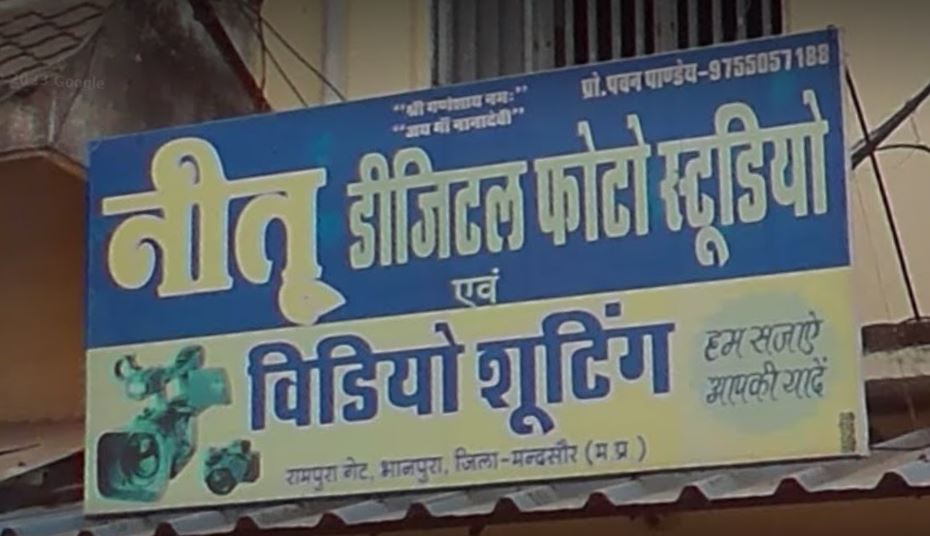 "श्री गणेशाय नमः"
"जय माँ नानादेवी"
प्रो.पवन पाण्डेय-9755057188
नीतू डीजिटल फोटो स्टूडियो
एवं
विडियो शूटिंग
हम सजाऐ
आपकी यादें
रामपुरा गेट, भानपुरा, जिला-मन्दसौर (म.प्र.)